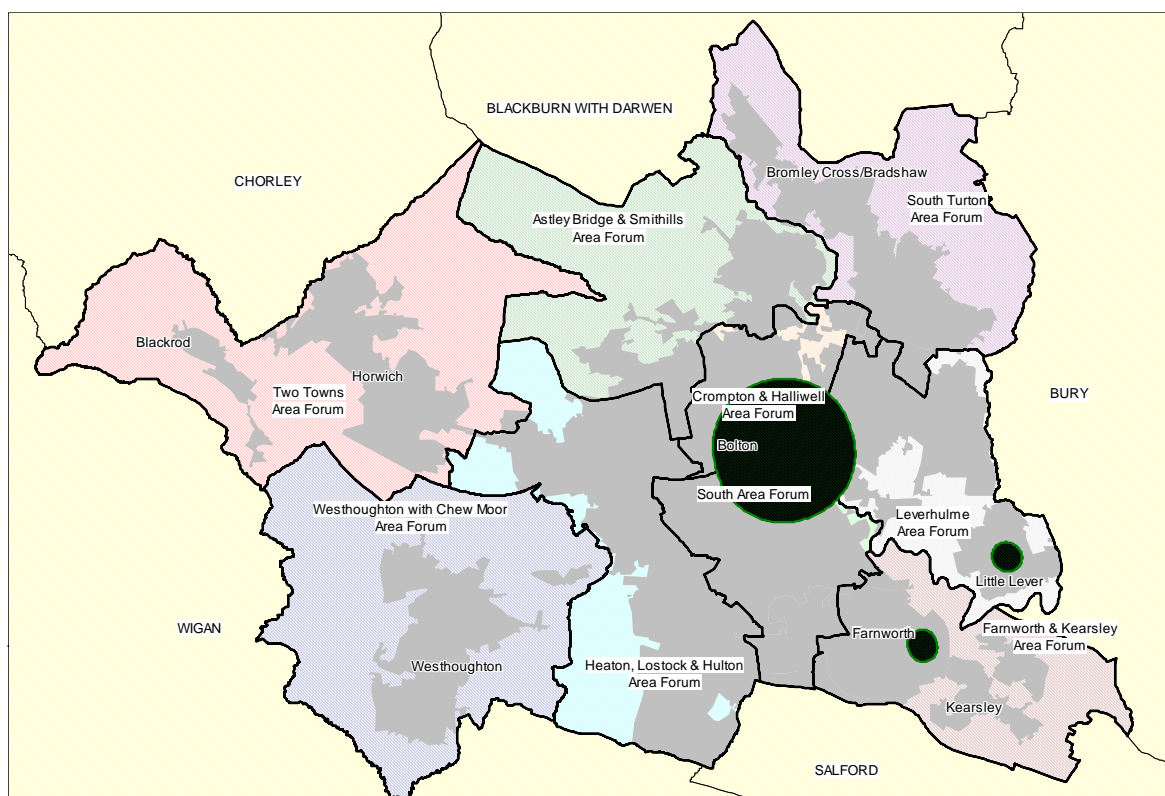 BLACKBURN WITH DARWEN
CHORLEY
Bromley Cross/Bradshaw
South Turton
Area Forum
Astley Bridge & Smithills
Area Forum
Blackrod
Horwich
Two Towns
Area Forum
Crompton & Halliwell
Area Forum
BURY
Bolton
South Area Forum
Westhoughton with Chew Moor
Area Forum
Leverhulme
Area Forum
Little Lever
WIGAN
Farnworth
Farnworth & Kearsley
Area Forum
Westhoughton
Heaton, Lostock & Hulton
Area Forum
Kearsley
SALFORD